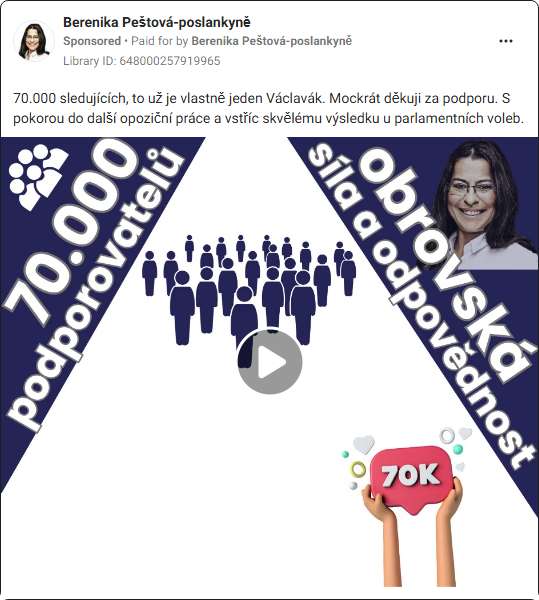 Berenika Peštová-poslankyně
Sponsored • Paid for by Berenika Peštová-poslankyně
Library ID: 648000257919965
70.000 sledujících, to už je vlastně jeden Václavák. Mockrát děkuji za podporu. S
pokorou do další opoziční práce a vstříc skvělému výsledku u parlamentních voleb.
70.000
podporovatelů
obrovská
síla a odpovědnost
70K